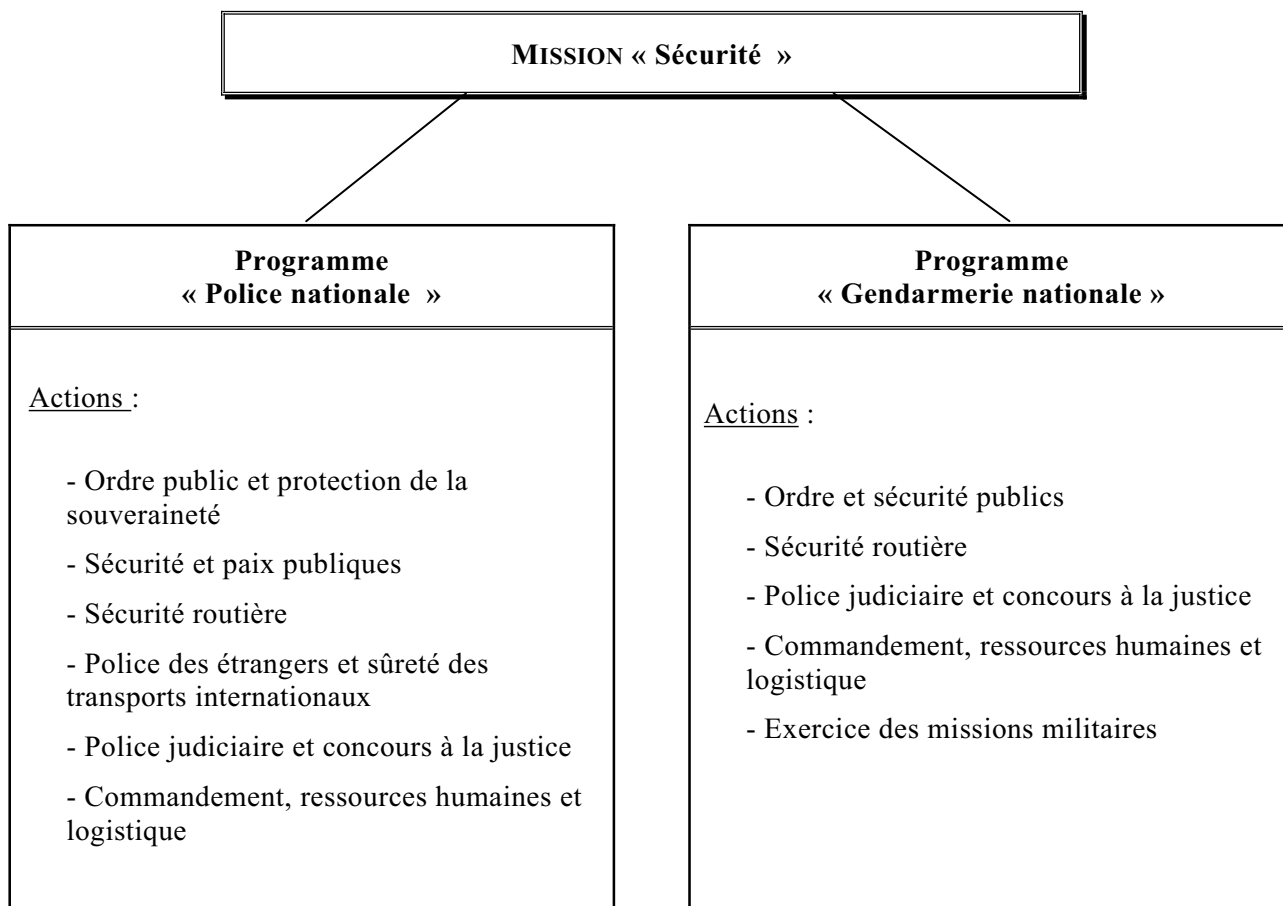 MISSION « Sécurité »
Programme
« Police nationale »
Actions :
- Ordre public et protection de la
souveraineté
- Sécurité et paix publiques
- Sécurité routière
- Police des étrangers et sûreté des
transports internationaux
- Police judiciaire et concours à la justice
- Commandement, ressources humaines et
logistique
Programme
« Gendarmerie nationale »
Actions :
- Ordre et sécurité publics
- Sécurité routière
- Police judiciaire et concours à la justice
- Commandement, ressources humaines et
logistique
- Exercice des missions militaires